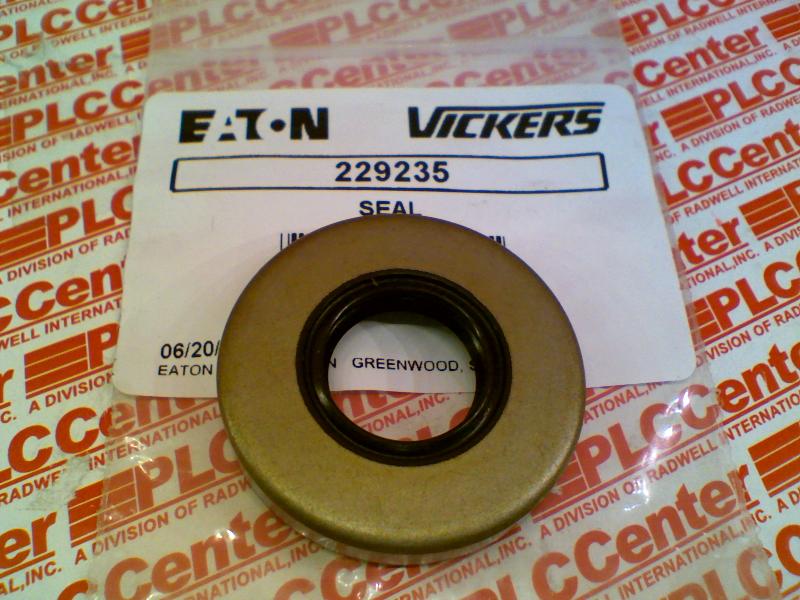 EATON VICKERS
229235
SEAL
06/20/
EATON N GREENWOOD, S
PLCCenter
A DIVISION OF RADWELL INTERNATIONAL, INC.